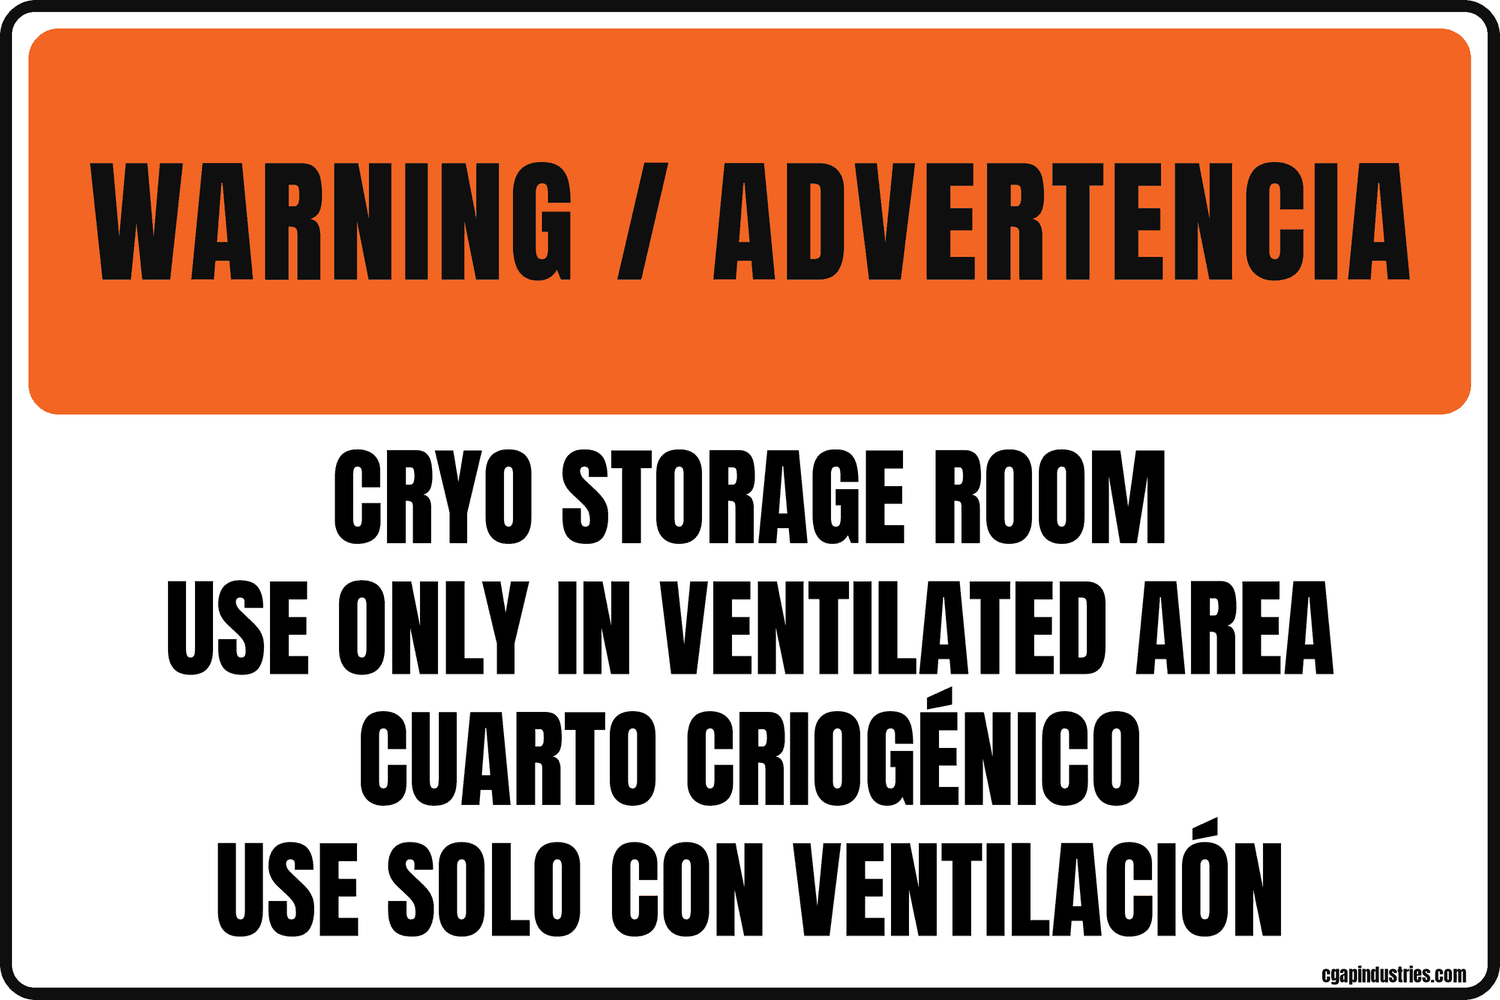 WARNING / ADVERTENCIA
CRYO STORAGE ROOM
USE ONLY IN VENTILATED AREA
CUARTO CRIOGÉNICO
USE SOLO CON VENTILACIÓN
cgapindustries.com